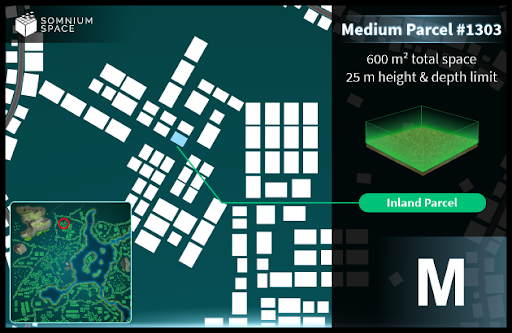 SOMNIUM
SPACE
Medium Parcel #1303
600 m² total space
25 m height & depth limit
Inland Parcel
M